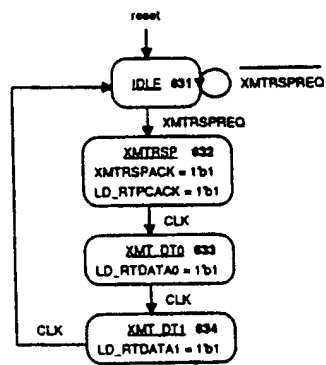 reset
IDLE 631
XMTRSPREQ
XMTRSPREQ
XMTRSP 632
XMTRSPACK = 1'b1
LD_RTPCACK = 1'b1
CLK
XMT_DT0 633
LD_RTDATA0 = 1'b1
CLK
CLK
XMT_DT1 634
LD_RTDATA1 = 1'b1